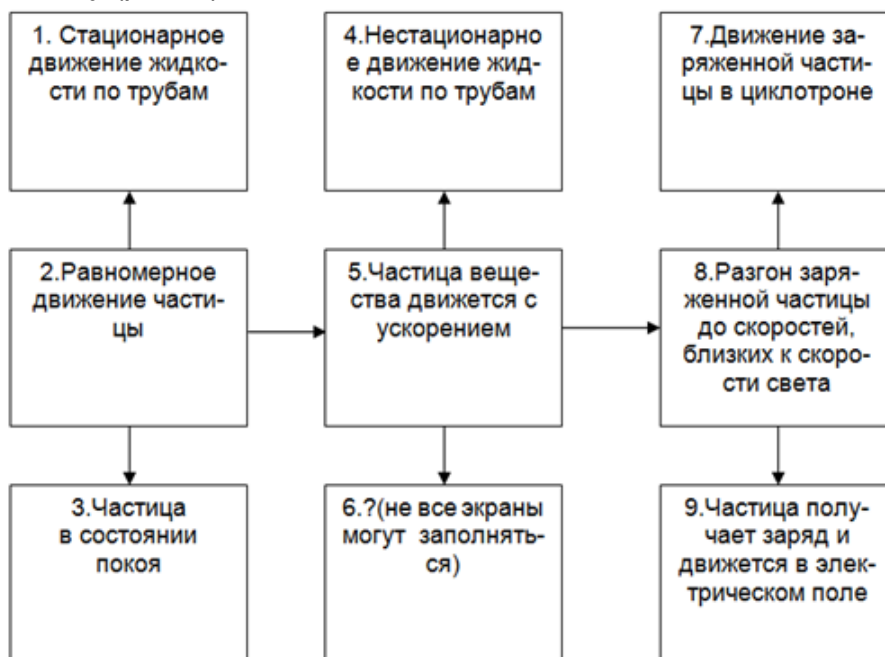 1. Стационарное
движение жидко-
сти по трубам
4.Нестационарно
е движение жид-
кости по трубам
7.Движение за-
ряженной части-
цы в циклотроне
2.Равномерное
движение части-
цы
5.Частица веще-
ства движется с
ускорением
8.Разгон заря-
женной частицы
до скоростей,
близких к скоро-
сти света
3.Частица
в состоянии
покоя
6.?(не все экраны
могут заполнять-
ся)
9.Частица полу-
чает заряд и
движется в элек-
трическом поле